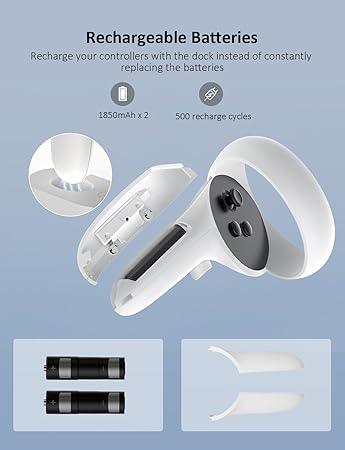 Rechargeable Batteries
Recharge your controllers with the dock instead of constantly
replacing the batteries
1850mAh x 2
500 recharge cycles